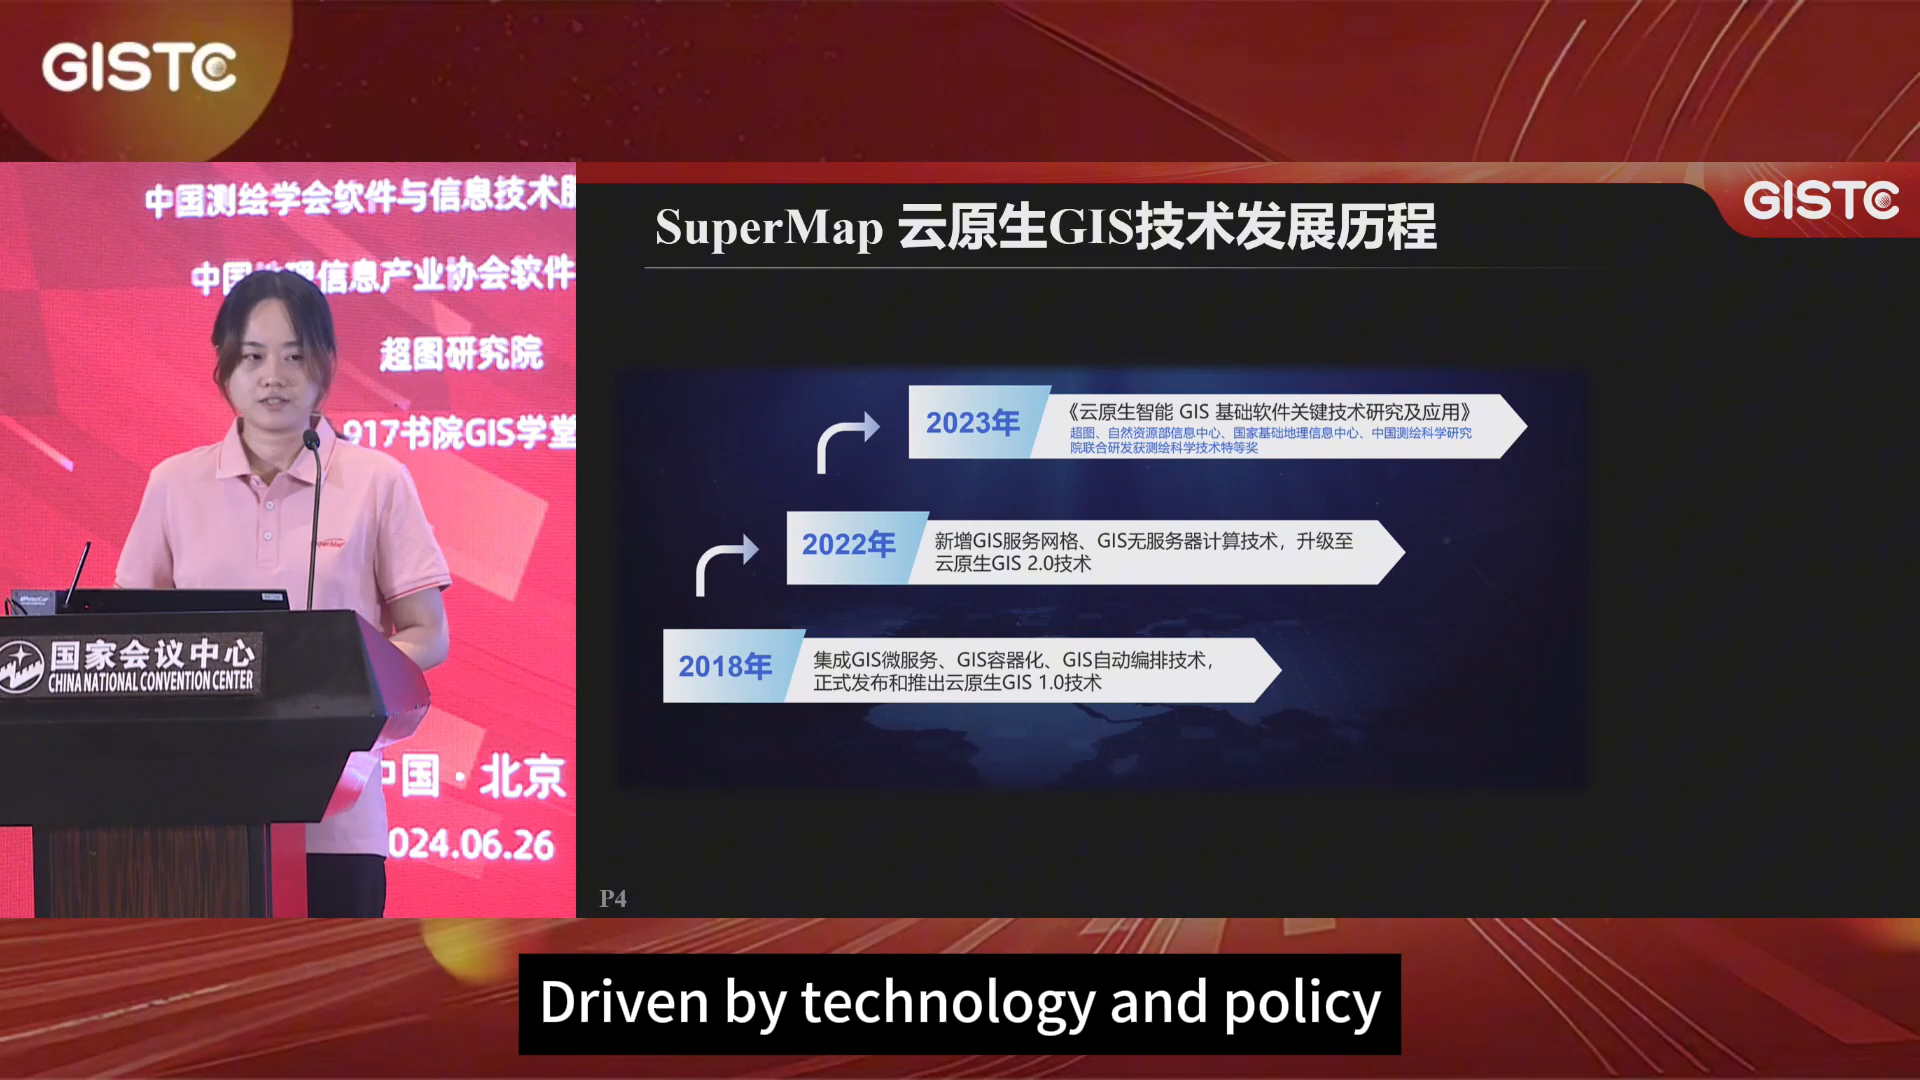 GISTC
中国测绘学会软件与信息技术
中国地理信息产业协会软件
超图研究院
917书院GIS学堂
SuperMap
国家会议中心
CHINA NATIONAL CONVENTION CENTER
中国·北京
024.06.26
GISTC
SuperMap 云原生GIS技术发展历程
2023年
《云原生智能 GIS 基础软件关键技术研究及应用》
超图、自然资源部信息中心、国家基础地理信息中心、中国测绘科学研究
院联合研发获测绘科学技术特等奖
2022年
新增GIS服务网格、GIS无服务器计算技术，升级至
云原生GIS 2.0技术
2018年
集成GIS微服务、GIS容器化、GIS自动编排技术，
正式发布和推出云原生GIS 1.0技术
P4
Driven by technology and policy